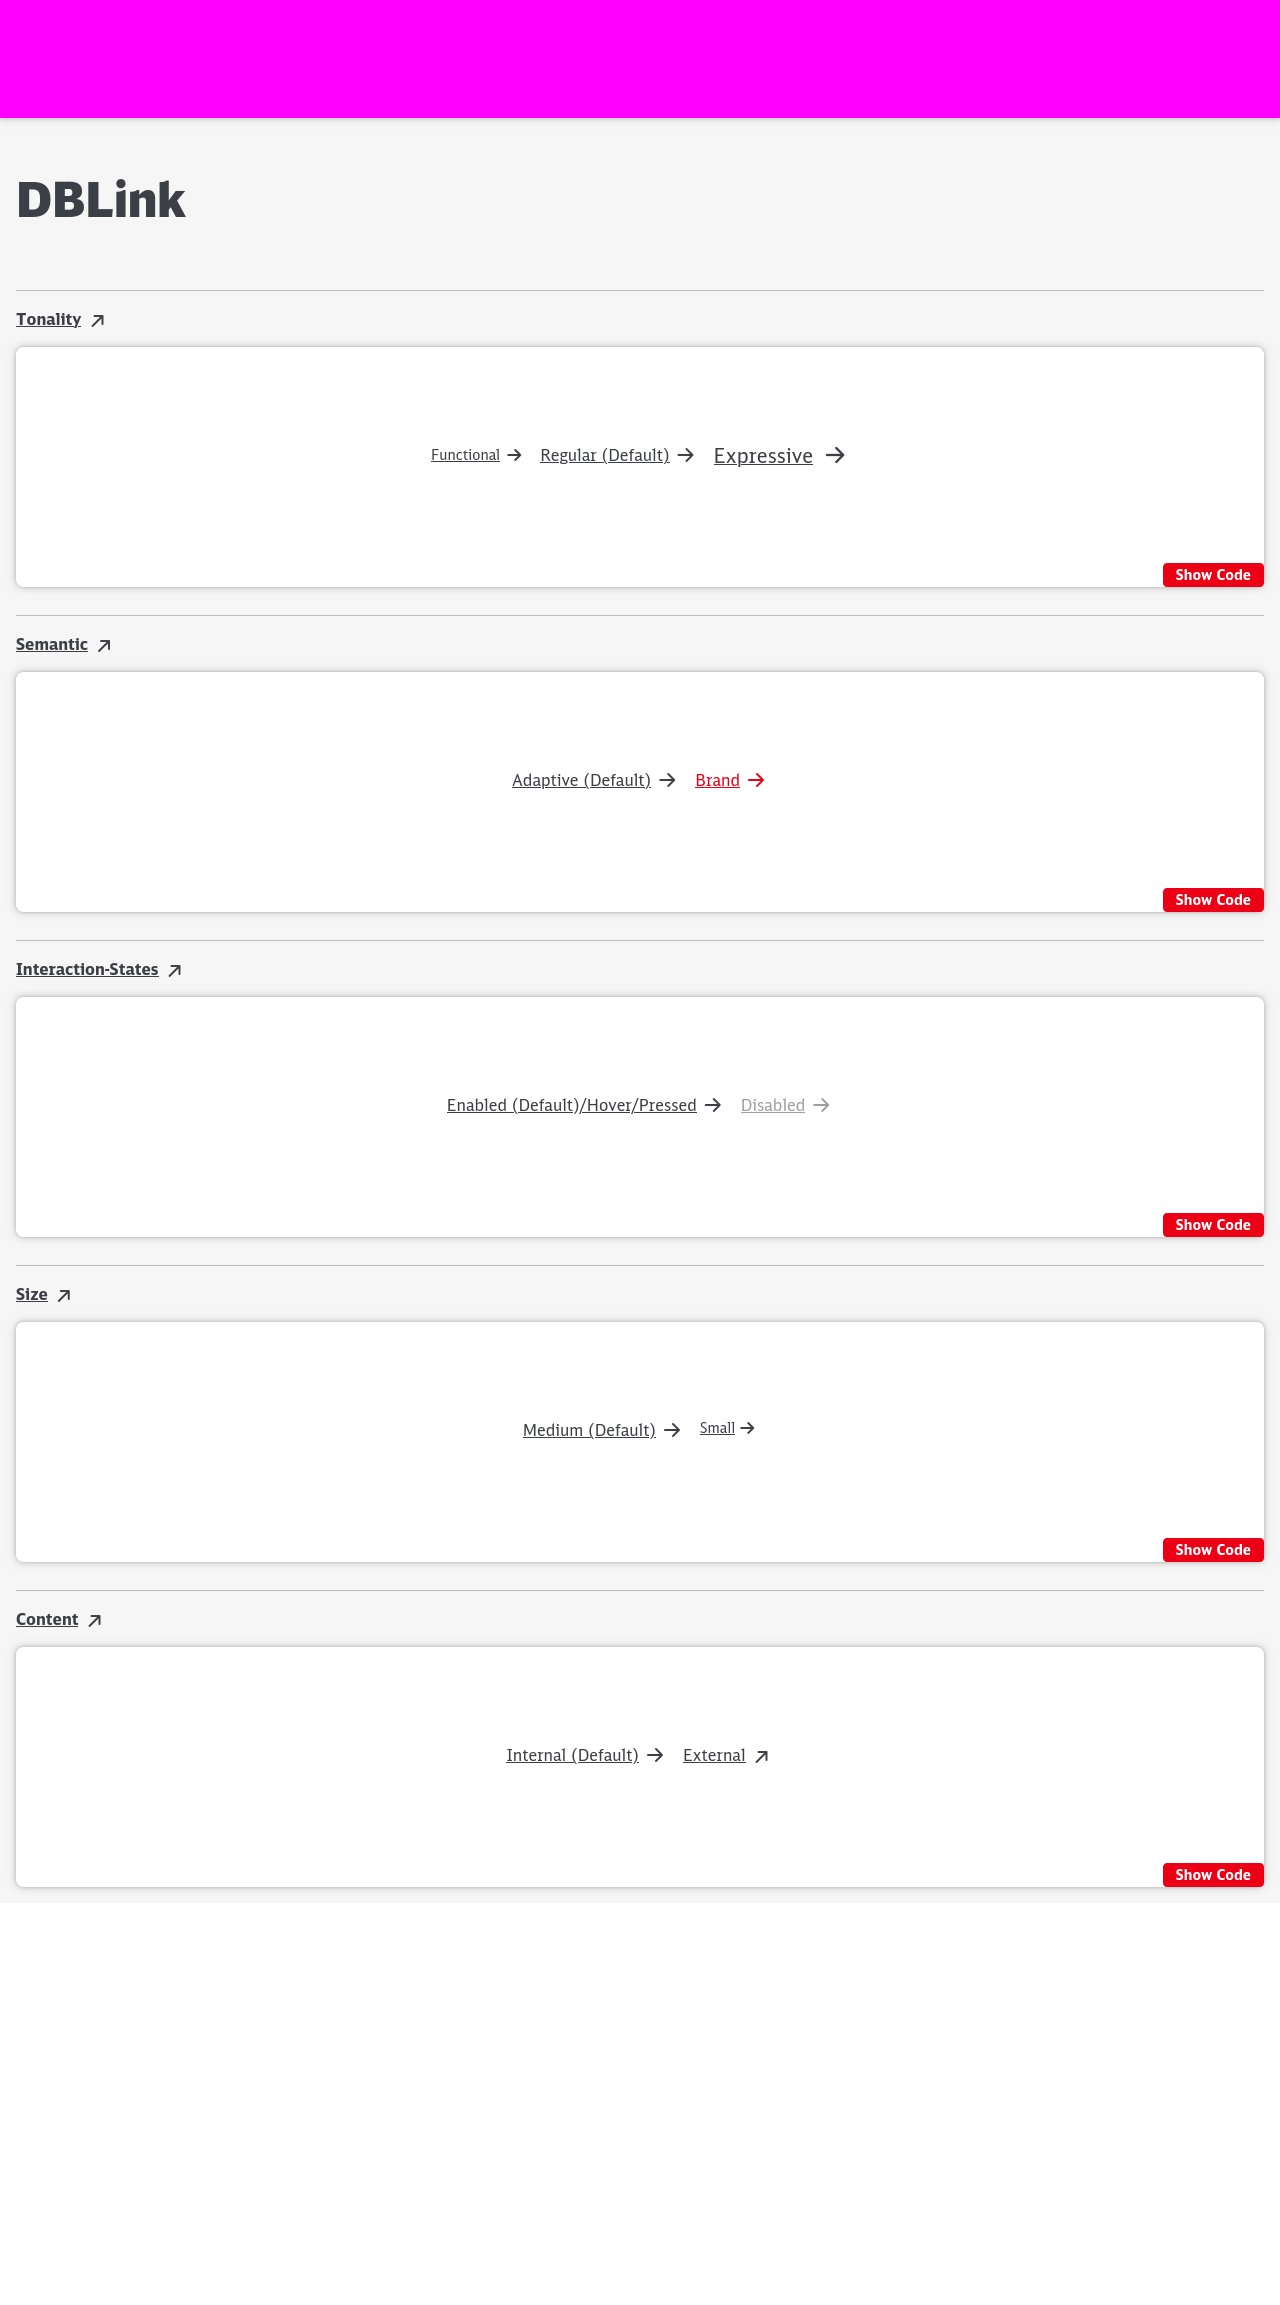 DBLink
Tonality
Functional Regular (Default) Expressive
Show Code
Semantic
Adaptive (Default) Brand
Show Code
Interaction-States
Enabled (Default)/Hover/Pressed Disabled
Show Code
Size
Medium (Default) Small
Show Code
Content
Internal (Default) External
Show Code